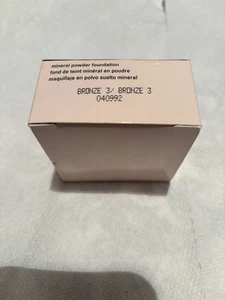 mineral powder foundation
fond de teint minéral en poudre
maquillaje en polvo suelto mineral
BRONZE 3/ BRONZE 3
040992